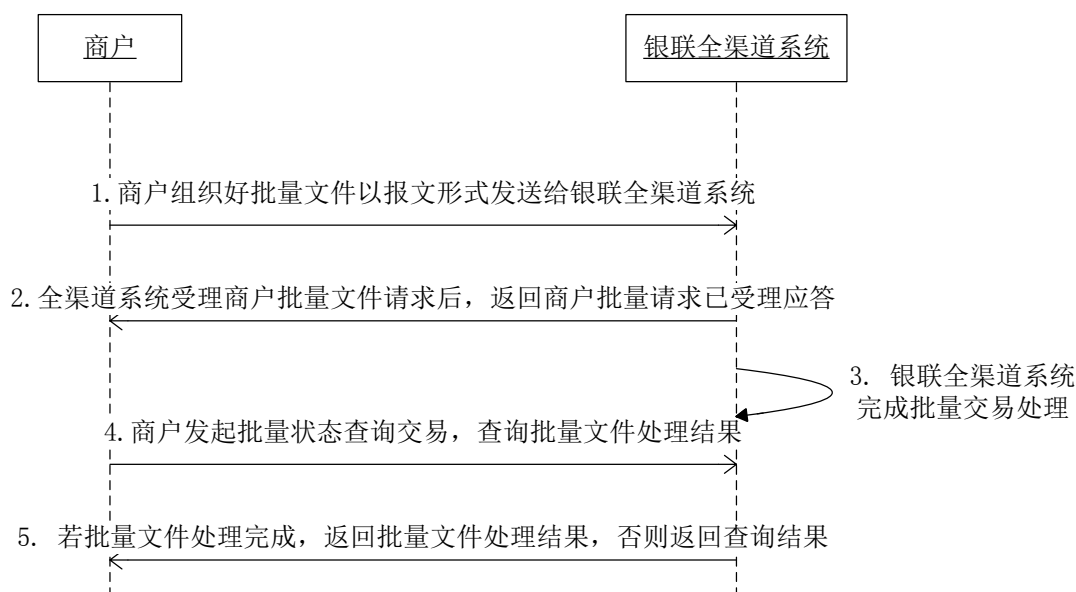 商户
银联全渠道系统
1.商户组织好批量文件以报文形式发送给银联全渠道系统
2.全渠道系统受理商户批量文件请求后，返回商户批量请求已受理应答
3. 银联全渠道系统
完成批量交易处理
4.商户发起批量状态查询交易，查询批量文件处理结果
5. 若批量文件处理完成，返回批量文件处理结果，否则返回查询结果